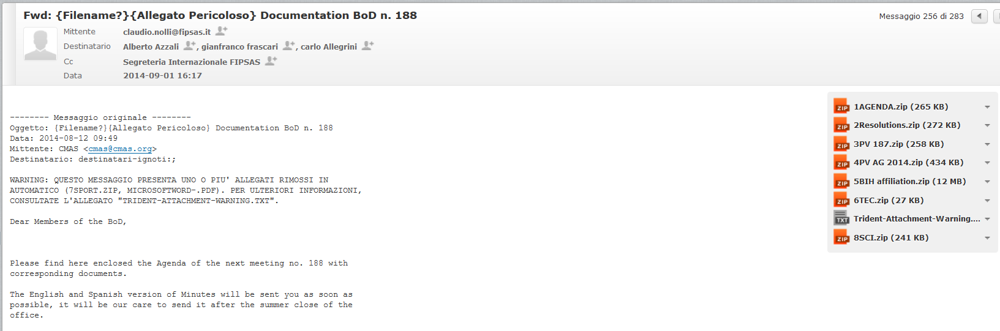 Fwd: {Filename?}{Allegato Pericoloso} Documentation BoD n. 188
Messaggio 256 di 283
Mittente claudio.nolli@fipsas.it
Destinatario Alberto Azzali, gianfranco frascari, carlo Allegrini
Cc Segreteria Internazionale FIPSAS
Data 2014-09-01 16:17
-------- Messaggio originale --------
Oggetto: {Filename?}{Allegato Pericoloso} Documentation BoD n. 188
Data: 2014-08-12 09:49
Mittente: CMAS <cmas@cmas.org>
Destinatario: destinatari-ignoti:;
WARNING: QUESTO MESSAGGIO PRESENTA UNO O PIU' ALLEGATI RIMOSSI IN
AUTOMATICO (7SPORT.ZIP, MICROSOFTWORD-.PDF). PER ULTERIORI INFORMAZIONI,
CONSULTATE L'ALLEGATO "TRIDENT-ATTACHMENT-WARNING.TXT".
Dear Members of the BoD,
Please find here enclosed the Agenda of the next meeting no. 188 with
corresponding documents.
The English and Spanish version of Minutes will be sent you as soon as
possible, it will be our care to send it after the summer close of the
office.
ZIP 1AGENDA.zip (265 KB)
ZIP 2Resolutions.zip (272 KB)
ZIP 3PV 187.zip (258 KB)
ZIP 4PV AG 2014.zip (434 KB)
ZIP 5BIH affiliation.zip (12 MB)
ZIP 6TEC.zip (27 KB)
TXT Trident-Attachment-Warning....
ZIP 8SCI.zip (241 KB)